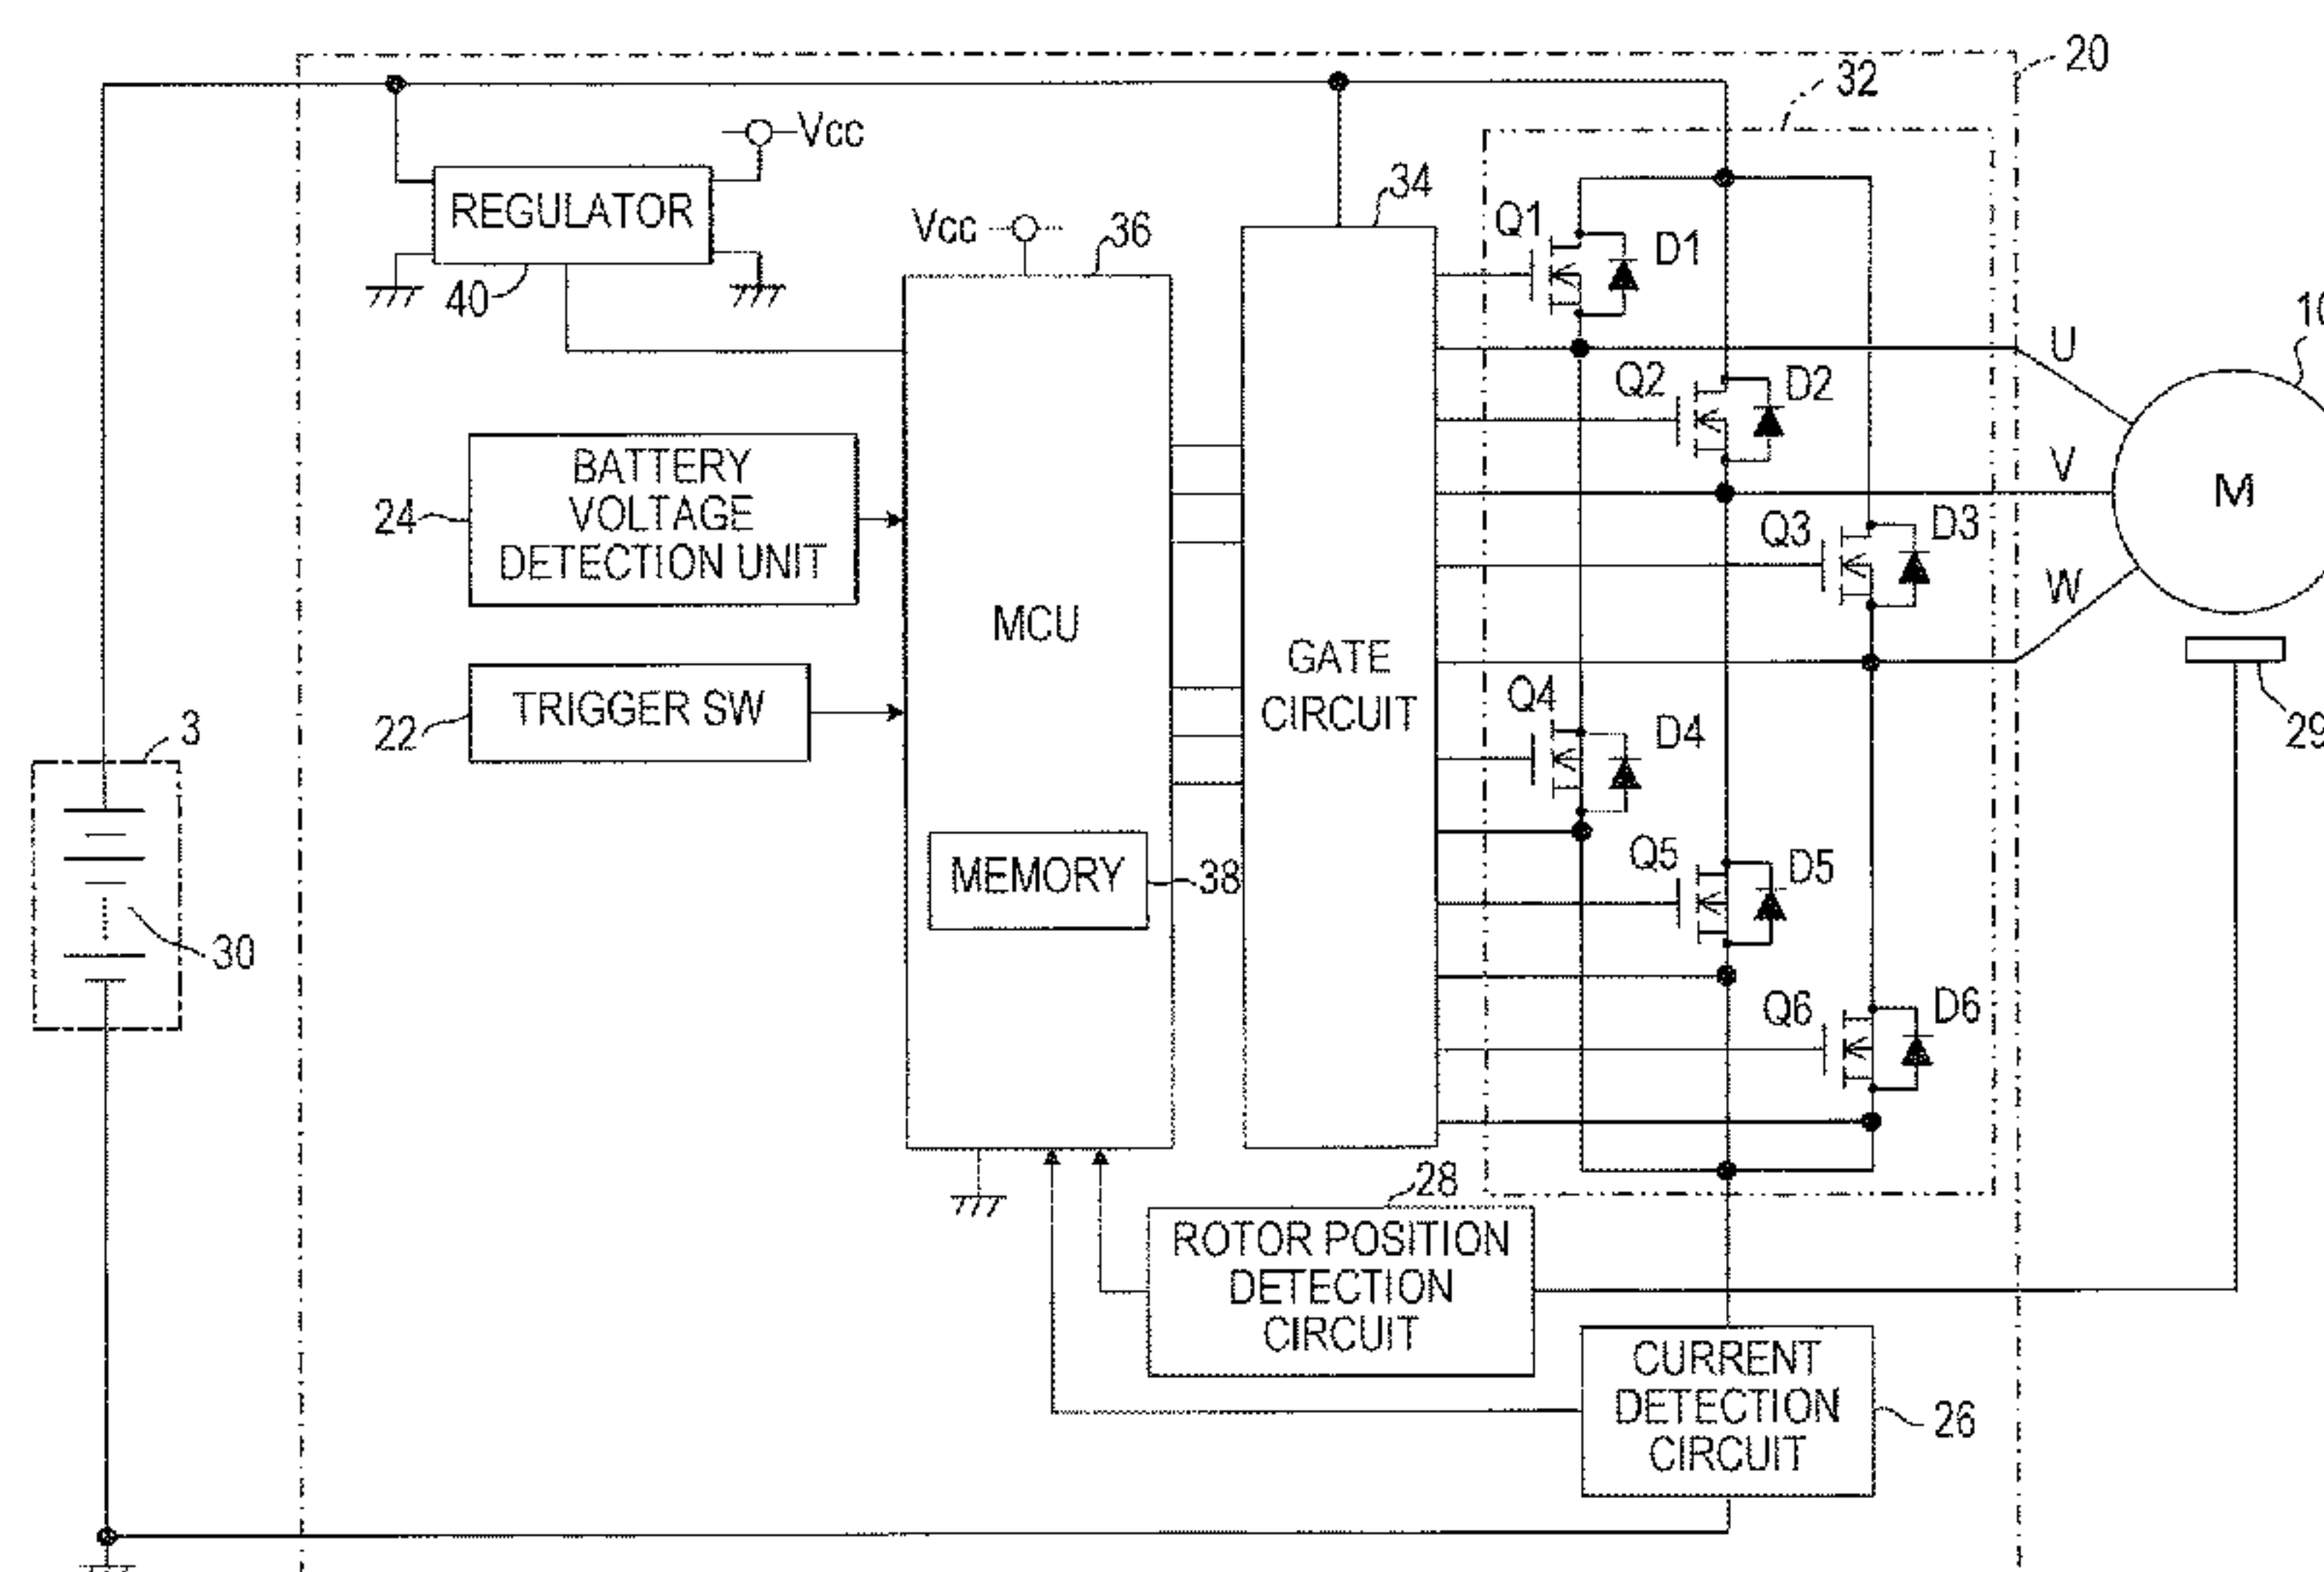 20
32
Vcc
REGULATOR
40
Vcc
36
34
Q1
D1
U
Q2
D2
V
M
Q3
D3
W
29
BATTERY
VOLTAGE
DETECTION UNIT
24
TRIGGER SW
22
MCU
GATE
CIRCUIT
Q4
D4
3
30
MEMORY
38
Q5
D5
Q6
D6
28
ROTOR POSITION
DETECTION
CIRCUIT
CURRENT
DETECTION
CIRCUIT
26